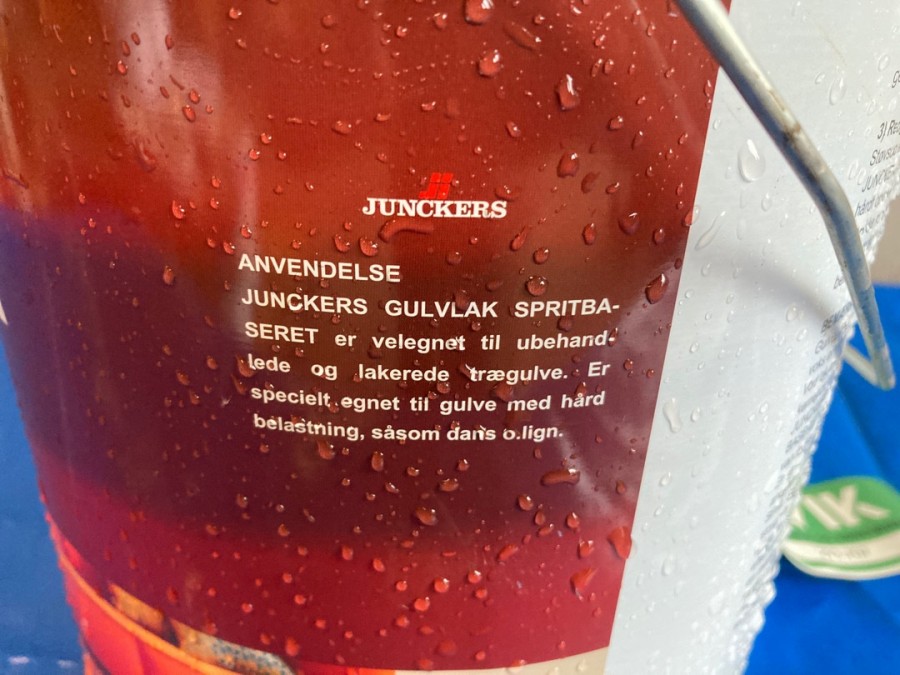 JUNCKERS
ANVENDELSE
JUNCKERS GULVLAK SPRITBA-
SERET er velegnet til ubehand-
lede og lakerede trægulve. Er
specielt egnet til gulve med hård
belastning, såsom dans o.lign.